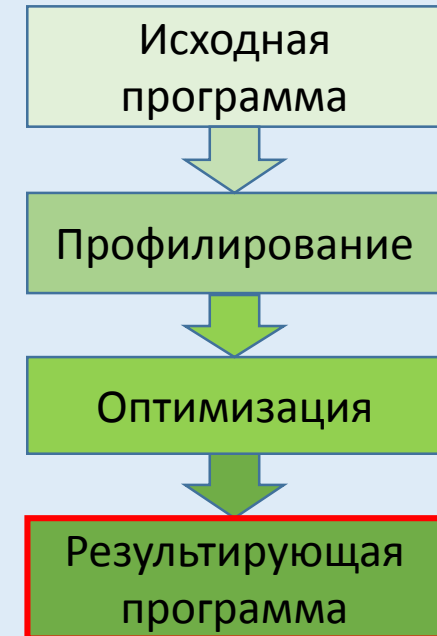 Исходная
программа
Профилирование
Оптимизация
Результирующая
программа